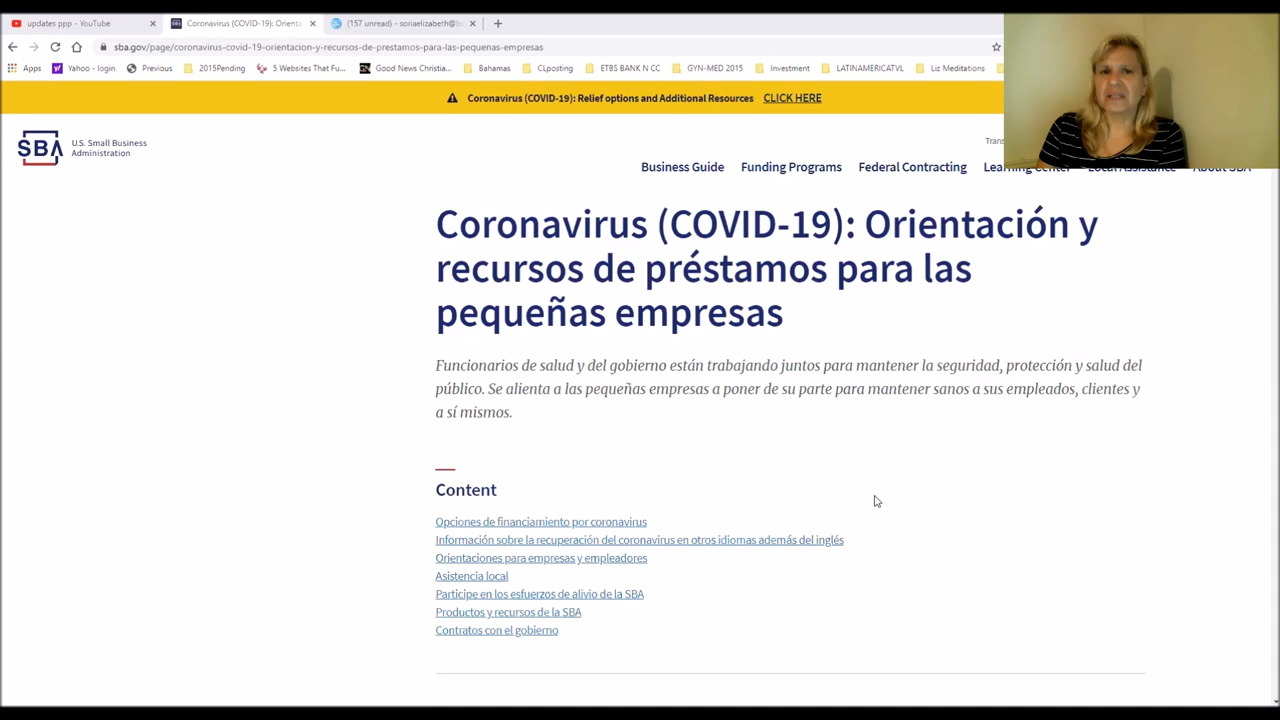 updates ppp - YouTube
Coronavirus (COVID-19): Orienta
(157 unread) - soriaelizabeth@b
sba.gov/page/coronavirus-covid-19-orientacion-y-recursos-de-prestamos-para-las-pequenas-empresas
Apps Yahoo - login Previous 2015Pending 5 Websites That Fu... Good News Christia... Bahamas CLposting ETBS BANK N CC GYN-MED 2015 Investment LATINAMERICATVL Liz Meditations
Coronavirus (COVID-19): Relief options and Additional Resources CLICK HERE
SBA U.S. Small Business
Administration
Trans
Business Guide Funding Programs Federal Contracting Learning Center Local Assistance About SBA
Coronavirus (COVID-19): Orientación y
recursos de préstamos para las
pequeñas empresas
Funcionarios de salud y del gobierno están trabajando juntos para mantener la seguridad, protección y salud del
público. Se alienta a las pequeñas empresas a poner de su parte para mantener sanos a sus empleados, clientes y
a sí mismos.
Content
Opciones de financiamiento por coronavirus
Información sobre la recuperación del coronavirus en otros idiomas además del inglés
Orientaciones para empresas y empleadores
Asistencia local
Participe en los esfuerzos de alivio de la SBA
Productos y recursos de la SBA
Contratos con el gobierno